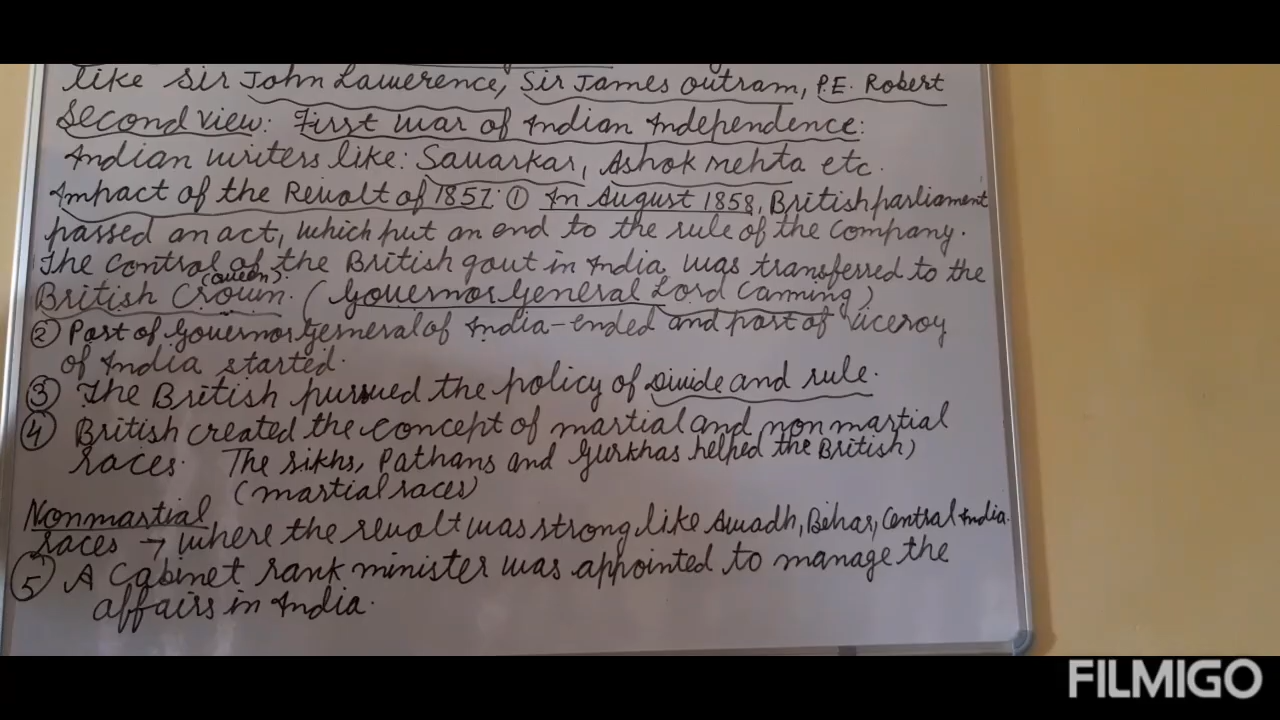 like Sir John Lawerence, Sir James outram, P.E. Robert
Second view: First war of Indian Independence:
Indian writers like: Savarkar, Ashok mehta etc.
Impact of the Revolt of 1857: ① In August 1858, British parliament
passed an act, which put an end to the rule of the company.
The control of the British govt in India was transferred to the
(Queen)
British Crown. (Governor General Lord Canning)
② Post of Governor General of India-ended and post of Viceroy
of India started.
③ The British pursued the policy of Divide and rule.
④ British created the concept of martial and non martial
races. The sikhs, Pathans and Gurkhas helped the British)
(martial races)
Nonmartial
races → where the revolt was strong like Awadh, Bihar, Central India.
⑤ A Cabinet rank minister was appointed to manage the
affairs in India.
FILMIGO